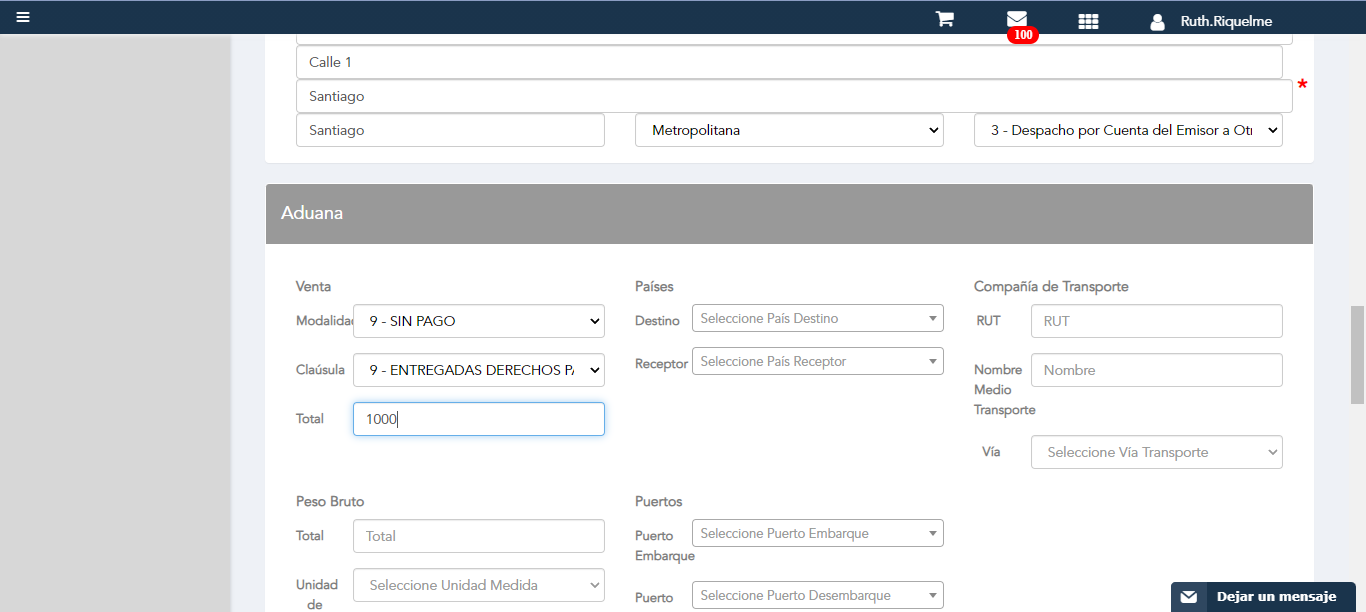 Ruth.Riquelme
100
Calle 1
Santiago
*
Santiago
Metropolitana
3 - Despacho por Cuenta del Emisor a Otr
Aduana
Venta
Países
Compañía de Transporte
Modalidad
9 - SIN PAGO
Destino
Seleccione País Destino
RUT
RUT
Claúsula
9 - ENTREGADAS DERECHOS PA
Receptor
Seleccione País Receptor
Nombre
Medio
Transporte
Nombre
Total
1000
Vía
Seleccione Vía Transporte
Peso Bruto
Puertos
Total
Total
Puerto
Embarque
Seleccione Puerto Embarque
Unidad
de
Seleccione Unidad Medida
Puerto
Seleccione Puerto Desembarque
Dejar un mensaje